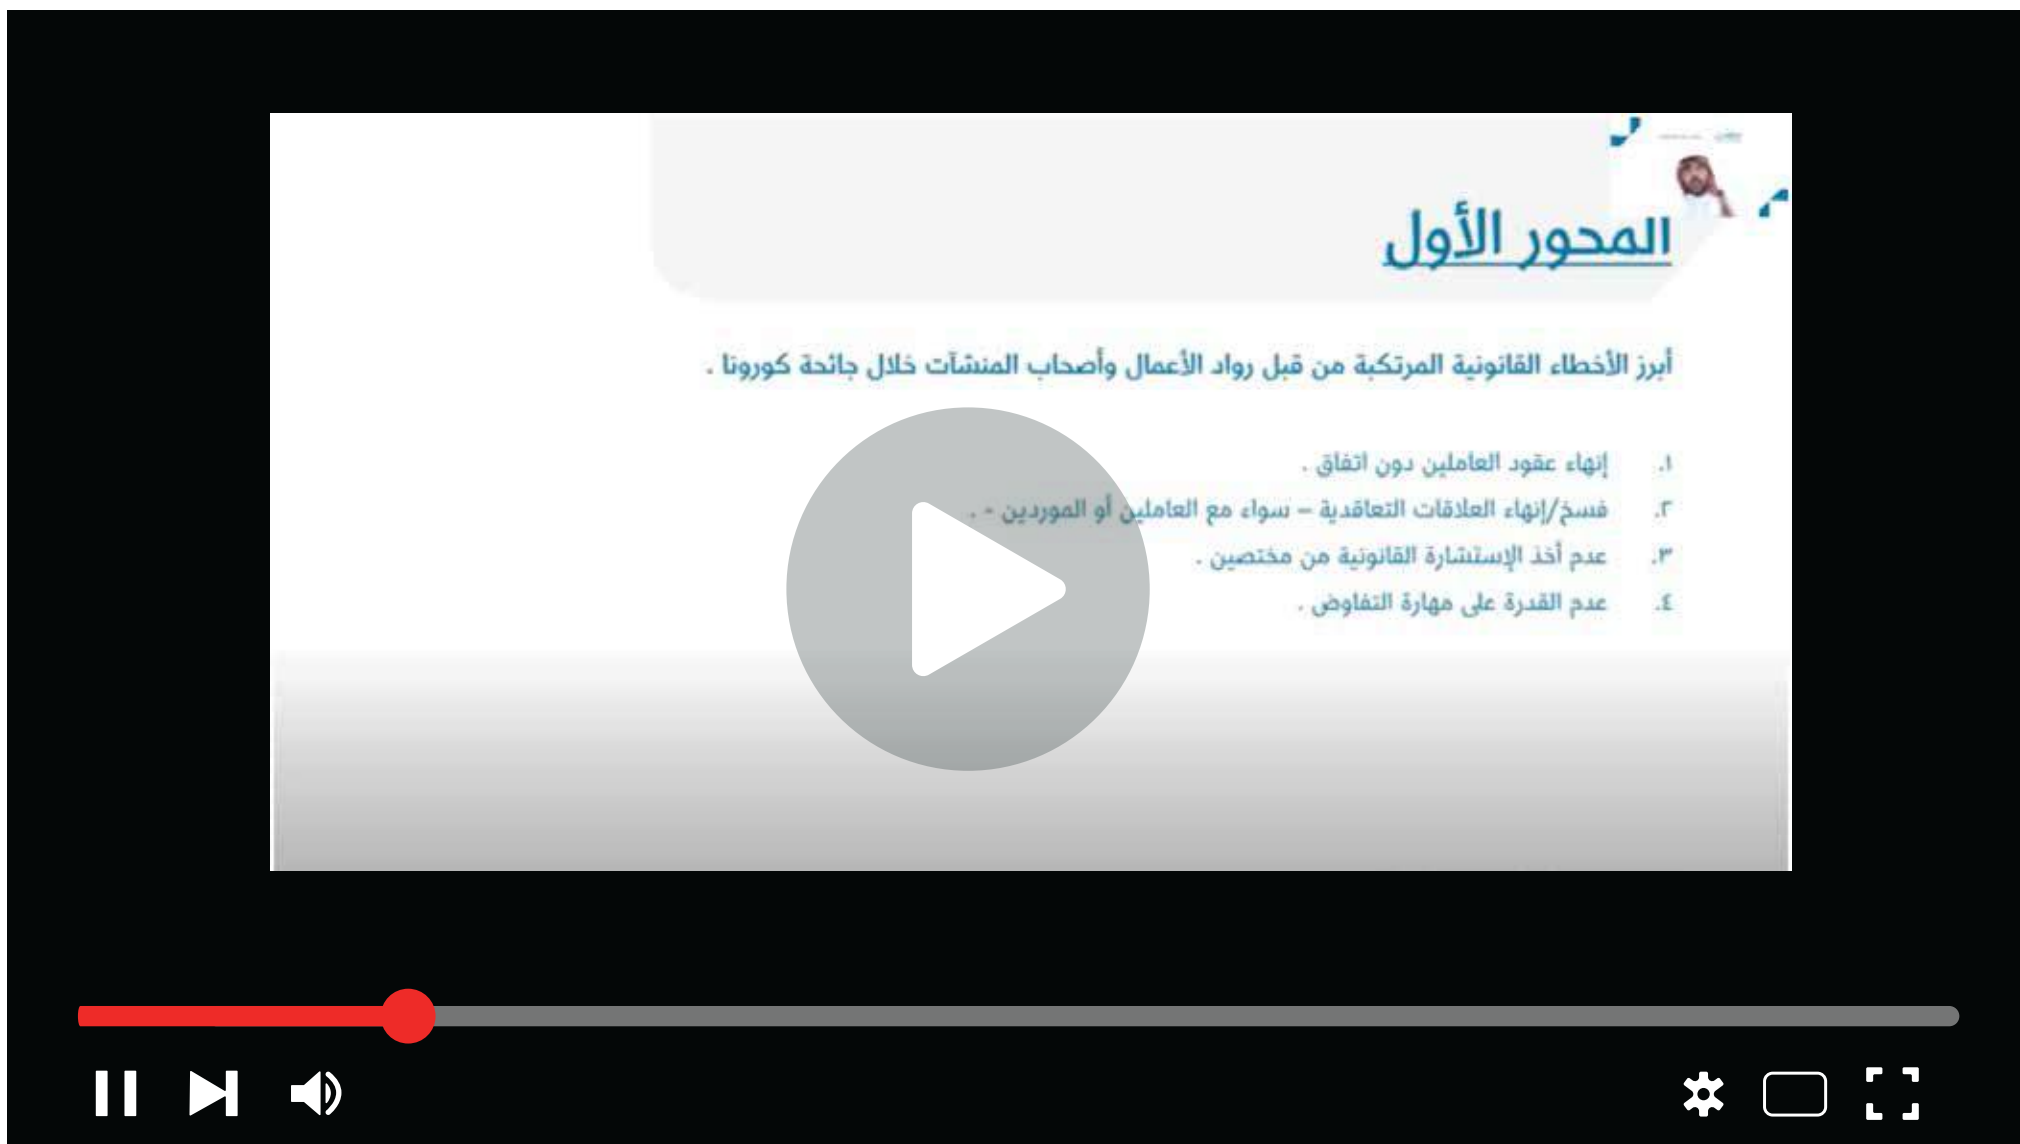 المحور الأول
أبرز الأخطاء القانونية المرتكبة من قبل رواد الأعمال وأصحاب المنشآت خلال جائحة كورونا .
١. إنهاء عقود العاملين دون اتفاق .
٢. فسخ/إنهاء العلاقات التعاقدية – سواء مع العاملين أو الموردين - .
٣. عدم أخذ الإستشارة القانونية من مختصين .
٤. عدم القدرة على مهارة التفاوض .